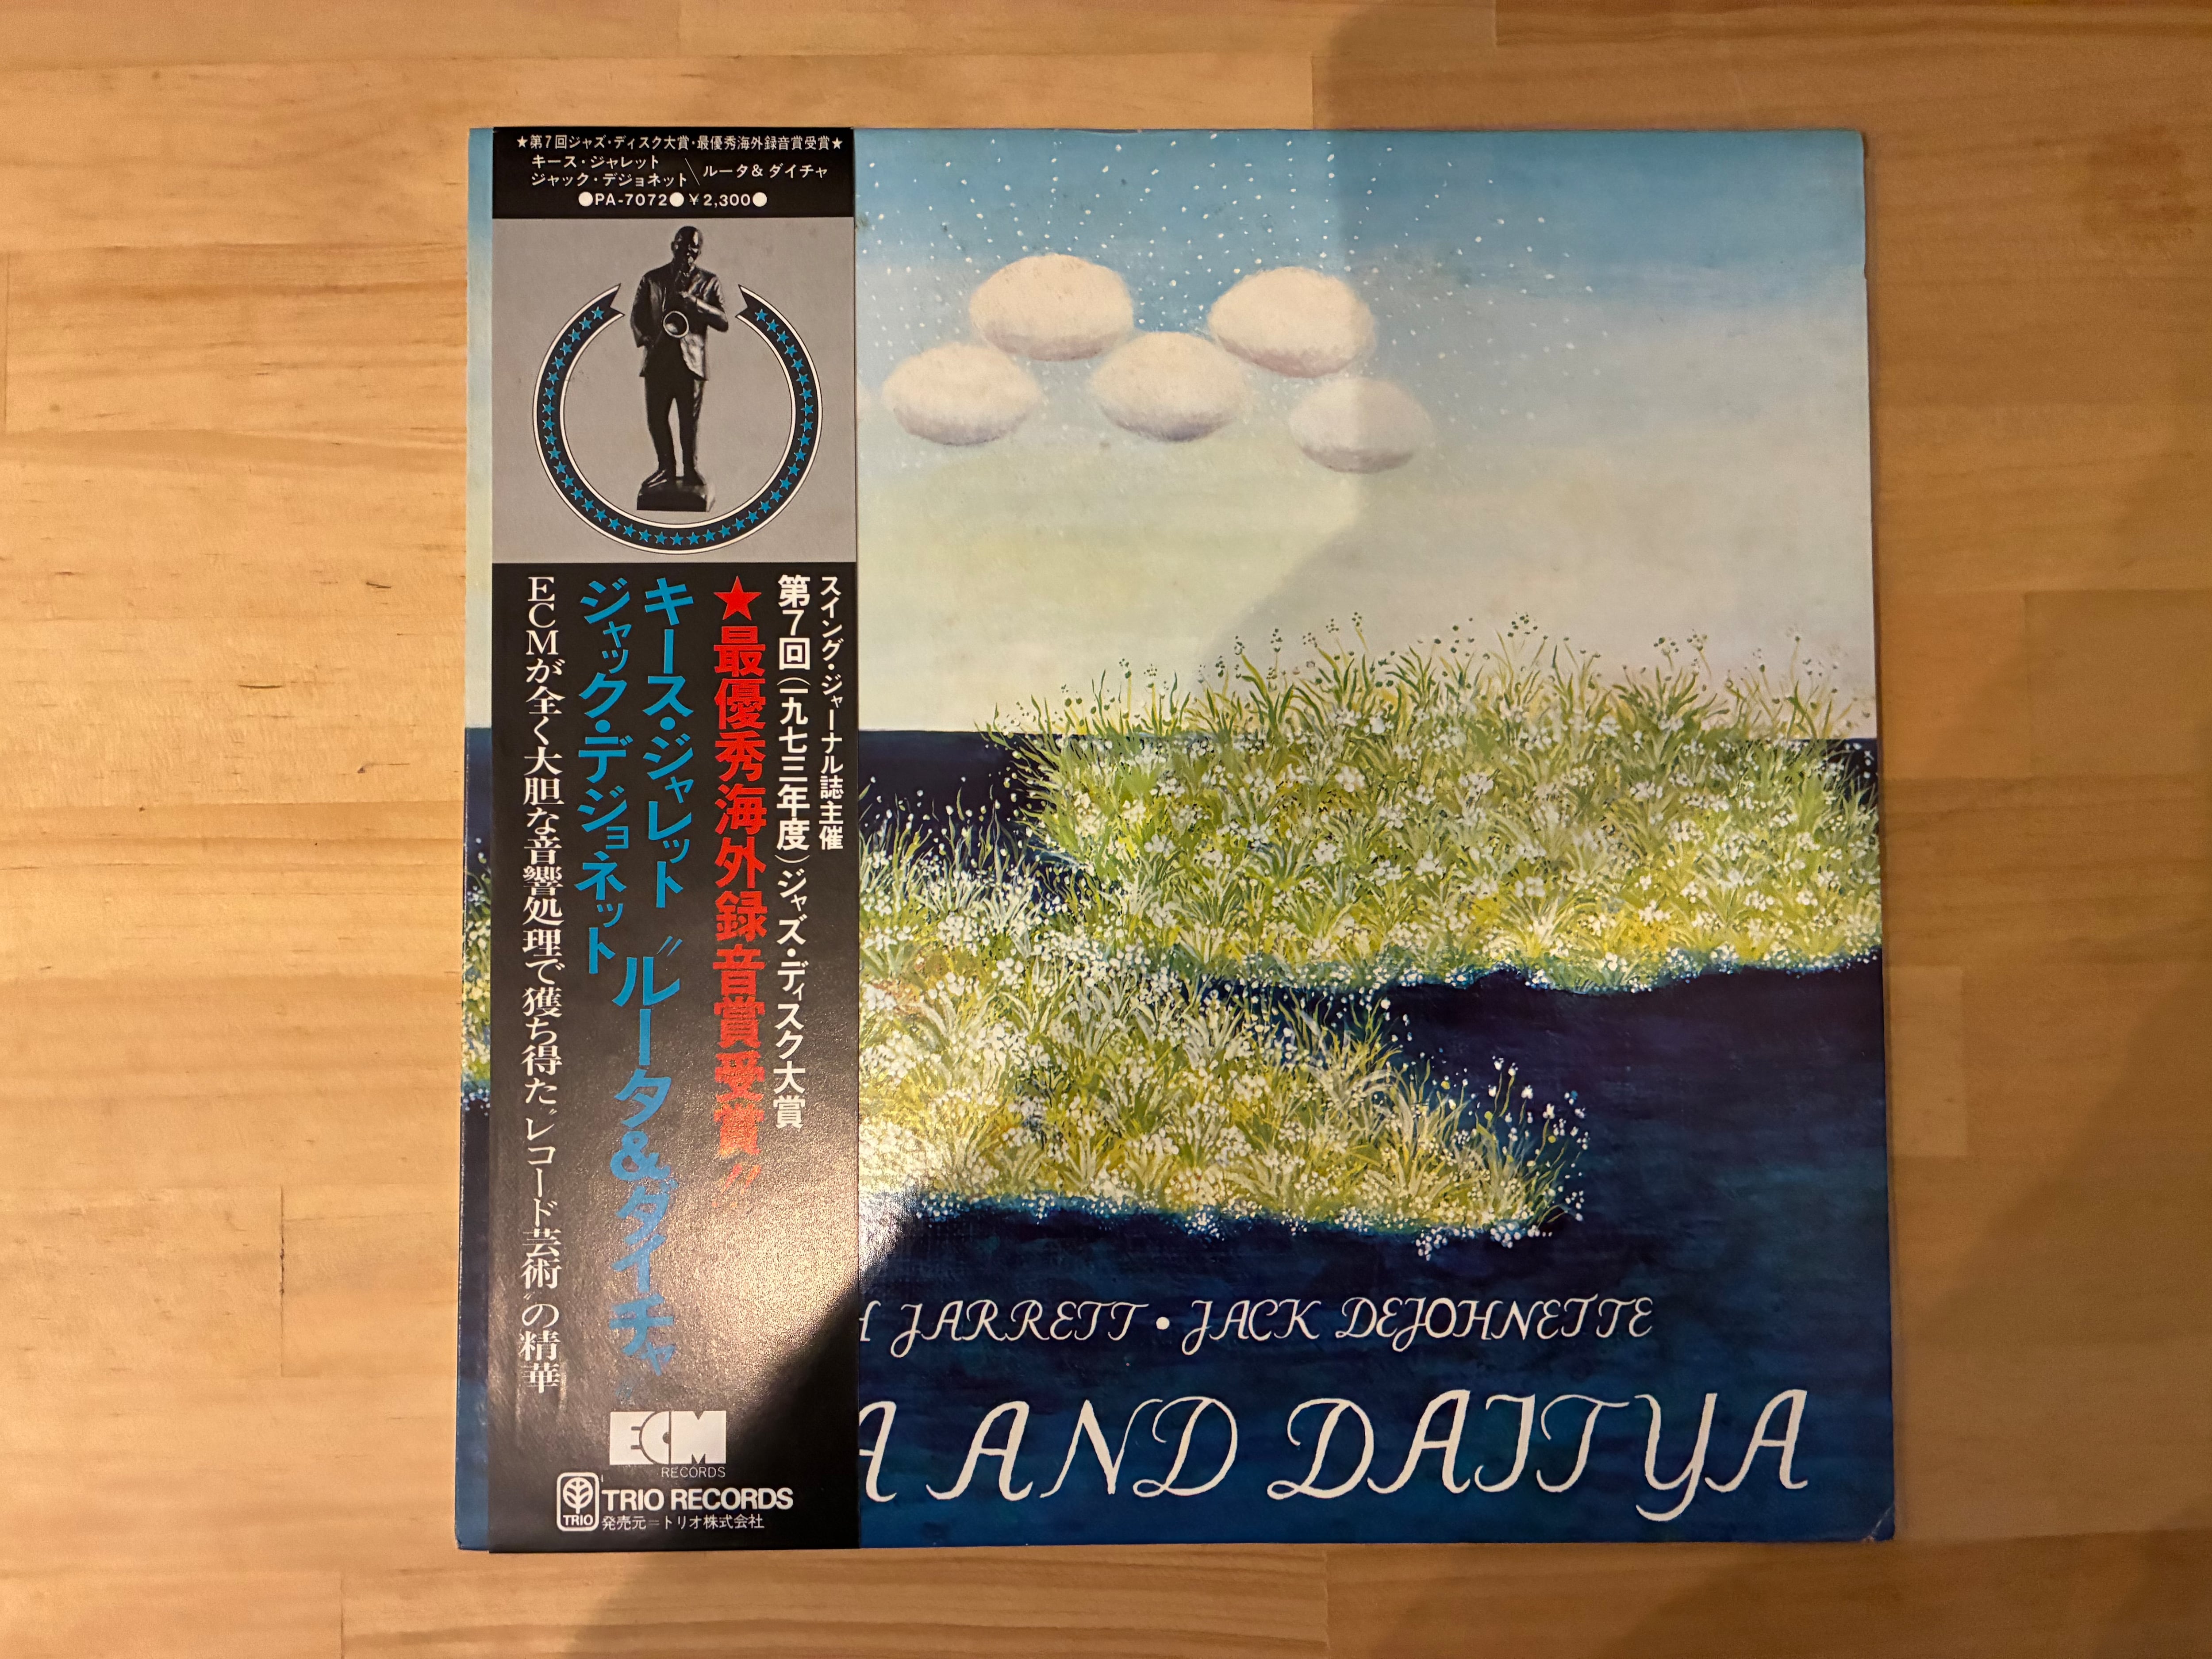 ★第7回ジャズ・ディスク大賞・最優秀海外録音賞受賞★
キース・ジャレット
ジャック・デジョネット
ルータ&ダイチャ
●PA-7072●¥2,300●
スイング・ジャーナル誌主催
第7回(一九七三年度)ジャズ・ディスク大賞
★最優秀海外録音賞受賞!!
キース・ジャレット
ジャック・デジョネット
〝ルータ&ダイチャ〟
ECMが全く大胆な音響処理で獲ち得た〝レコード芸術〟の精華
ECM
RECORDS
TRIO
TRIO RECORDS
発売元=トリオ株式会社
H JARRETT • JACK DEJOHNETTE
A AND DAITYA